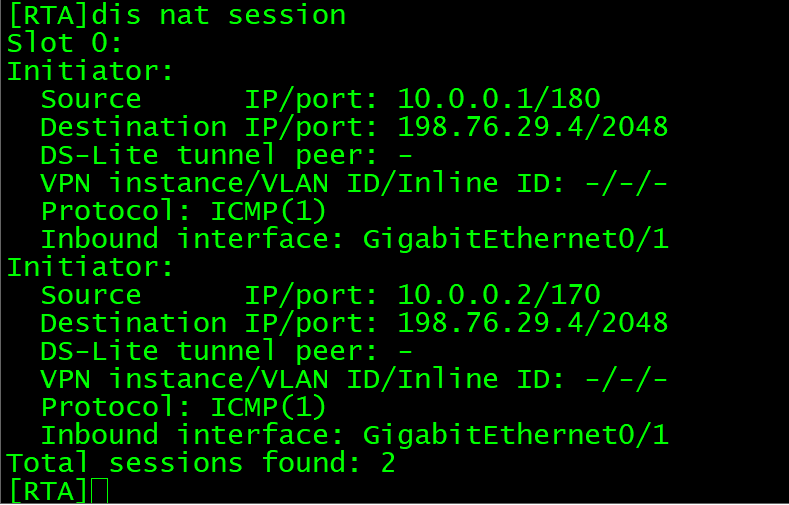 [RTA]dis nat session
Slot 0:
Initiator:
  Source      IP/port: 10.0.0.1/180
  Destination IP/port: 198.76.29.4/2048
  DS-Lite tunnel peer: -
  VPN instance/VLAN ID/Inline ID: -/-/-
  Protocol: ICMP(1)
  Inbound interface: GigabitEthernet0/1
Initiator:
  Source      IP/port: 10.0.0.2/170
  Destination IP/port: 198.76.29.4/2048
  DS-Lite tunnel peer: -
  VPN instance/VLAN ID/Inline ID: -/-/-
  Protocol: ICMP(1)
  Inbound interface: GigabitEthernet0/1
Total sessions found: 2
[RTA]